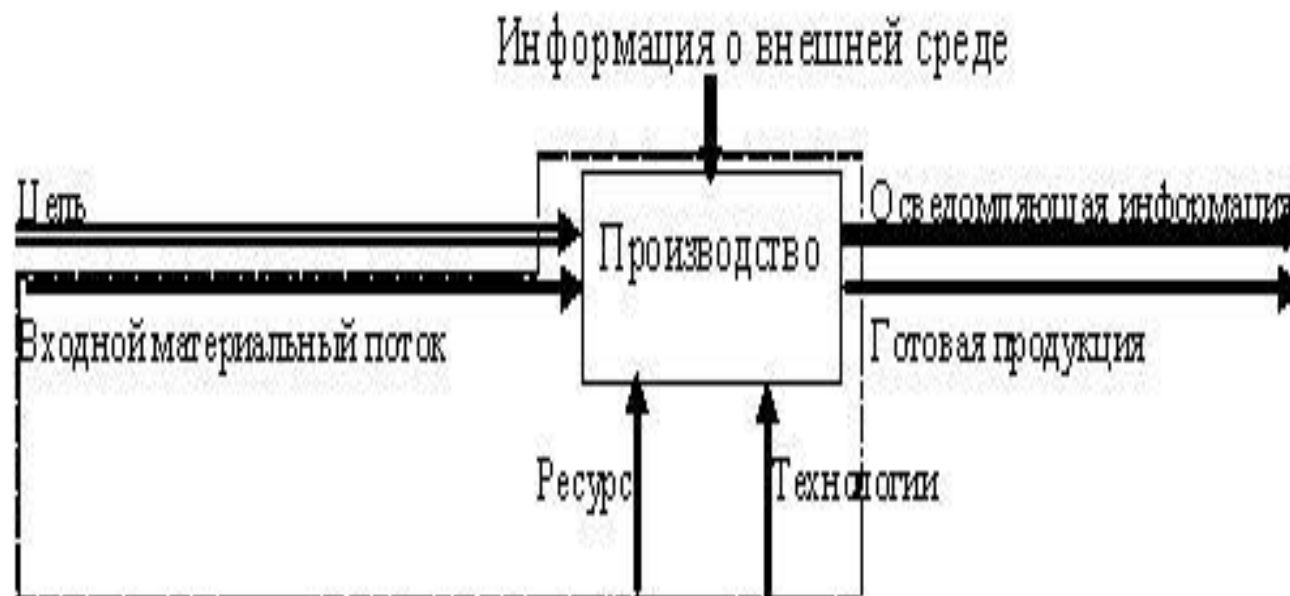 Информация о внешней среде
Цель
Осведомляющая информация
Производство
Входной материальный поток
Готовая продукция
Ресурс
Технологии